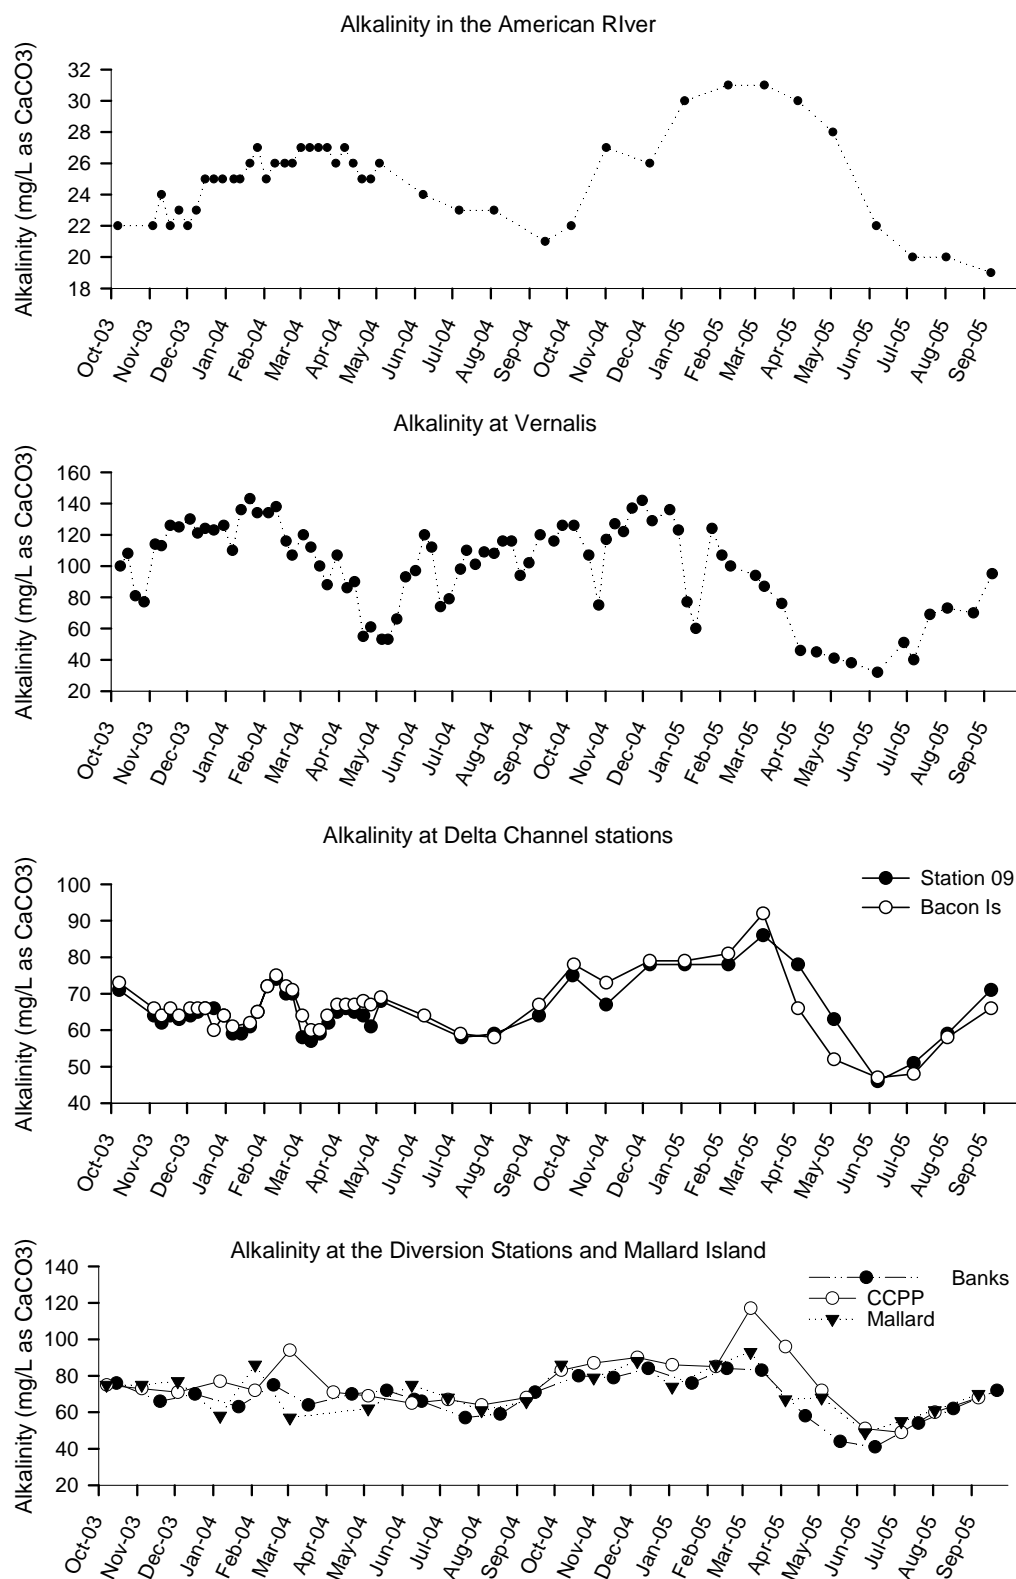 Alkalinity in the American RIver
Alkalinity (mg/L as CaCO3)
32
30
28
26
24
22
20
18
Oct-03 Nov-03 Dec-03 Jan-04 Feb-04 Mar-04 Apr-04 May-04 Jun-04 Jul-04 Aug-04 Sep-04 Oct-04 Nov-04 Dec-04 Jan-05 Feb-05 Mar-05 Apr-05 May-05 Jun-05 Jul-05 Aug-05 Sep-05
Alkalinity at Vernalis
Alkalinity (mg/L as CaCO3)
160
140
120
100
80
60
40
20
Oct-03 Nov-03 Dec-03 Jan-04 Feb-04 Mar-04 Apr-04 May-04 Jun-04 Jul-04 Aug-04 Sep-04 Oct-04 Nov-04 Dec-04 Jan-05 Feb-05 Mar-05 Apr-05 May-05 Jun-05 Jul-05 Aug-05 Sep-05
Alkalinity at Delta Channel stations
Alkalinity (mg/L as CaCO3)
100
90
80
70
60
50
40
Station 09
Bacon Is
Oct-03 Nov-03 Dec-03 Jan-04 Feb-04 Mar-04 Apr-04 May-04 Jun-04 Jul-04 Aug-04 Sep-04 Oct-04 Nov-04 Dec-04 Jan-05 Feb-05 Mar-05 Apr-05 May-05 Jun-05 Jul-05 Aug-05 Sep-05
Alkalinity at the Diversion Stations and Mallard Island
Alkalinity (mg/L as CaCO3)
140
120
100
80
60
40
20
Banks
CCPP
Mallard
Oct-03 Nov-03 Dec-03 Jan-04 Feb-04 Mar-04 Apr-04 May-04 Jun-04 Jul-04 Aug-04 Sep-04 Oct-04 Nov-04 Dec-04 Jan-05 Feb-05 Mar-05 Apr-05 May-05 Jun-05 Jul-05 Aug-05 Sep-05